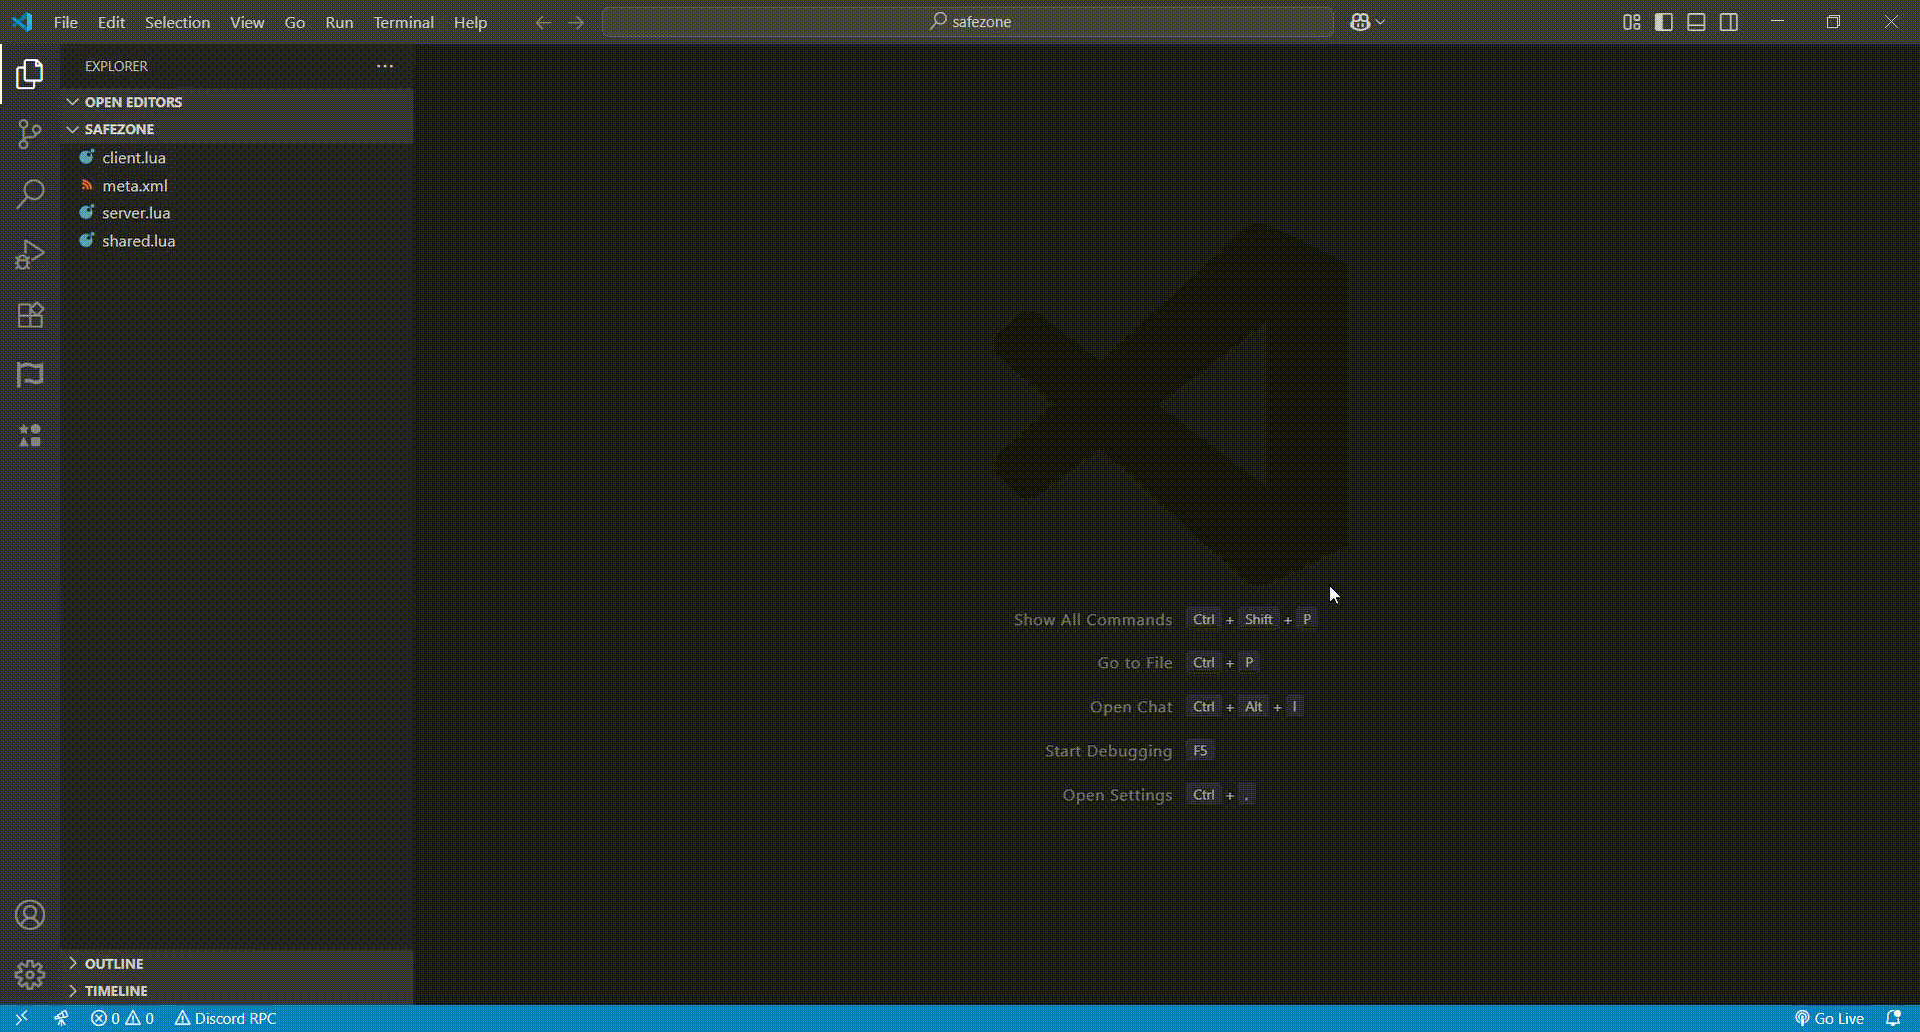 File Edit Selection View Go Run Terminal Help
safezone
EXPLORER
OPEN EDITORS
SAFEZONE
client.lua
meta.xml
server.lua
shared.lua
Show All Commands Ctrl + Shift + P
Go to File Ctrl + P
Open Chat Ctrl + Alt + I
Start Debugging F5
Open Settings Ctrl + ,
OUTLINE
TIMELINE
0 0 Discord RPC
Go Live